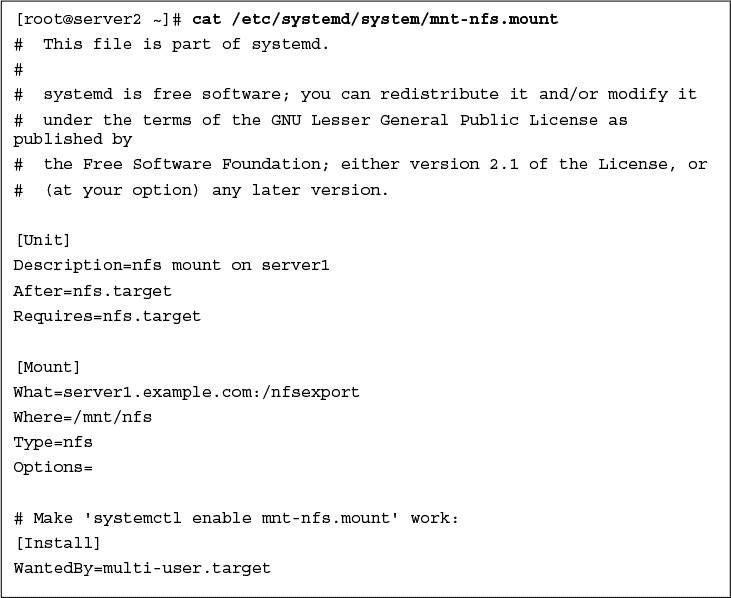 [root@server2 ~]# cat /etc/systemd/system/mnt-nfs.mount
#  This file is part of systemd.
#
#  systemd is free software; you can redistribute it and/or modify it
#  under the terms of the GNU Lesser General Public License as
published by
#  the Free Software Foundation; either version 2.1 of the License, or
#  (at your option) any later version.

[Unit]
Description=nfs mount on server1
After=nfs.target
Requires=nfs.target

[Mount]
What=server1.example.com:/nfsexport
Where=/mnt/nfs
Type=nfs
Options=

# Make 'systemctl enable mnt-nfs.mount' work:
[Install]
WantedBy=multi-user.target